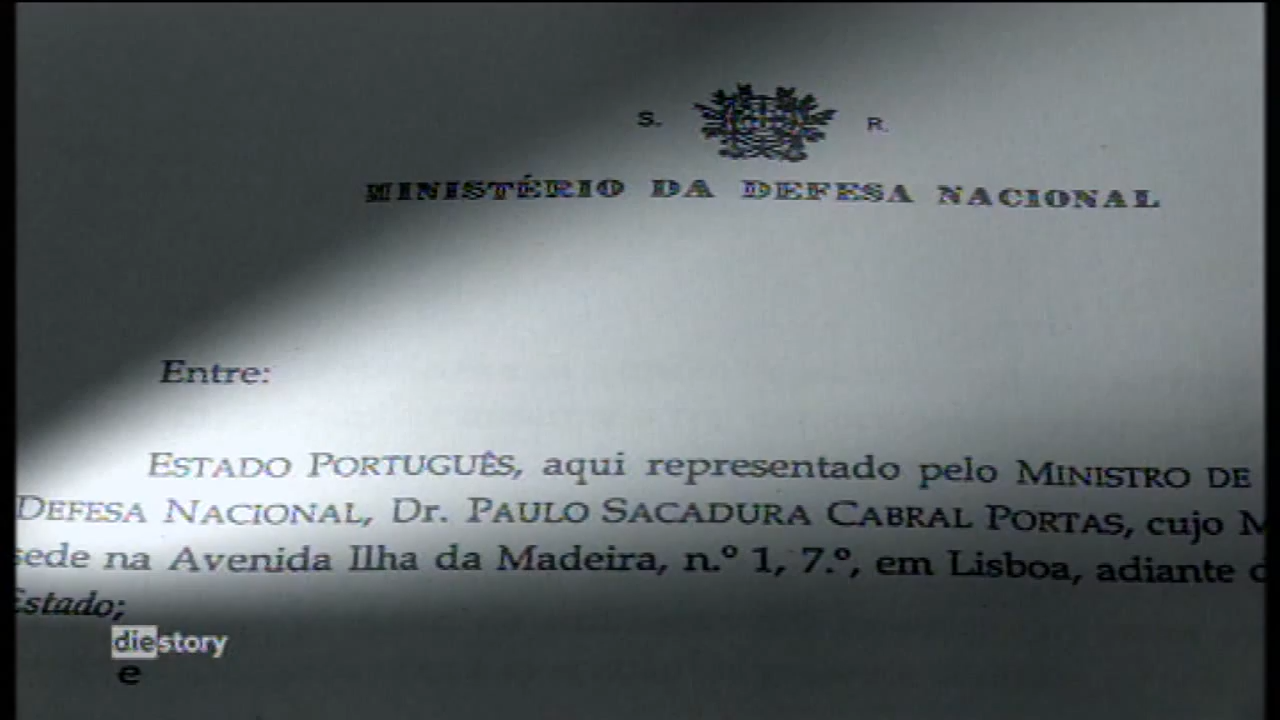 S. R.
MINISTÉRIO DA DEFESA NACIONAL
Entre:
ESTADO PORTUGUÊS, aqui representado pelo MINISTRO DE
DEFESA NACIONAL, Dr. PAULO SACADURA CABRAL PORTAS, cujo M
sede na Avenida Ilha da Madeira, n.º 1, 7.º, em Lisboa, adiante d
Estado;
diestory
e